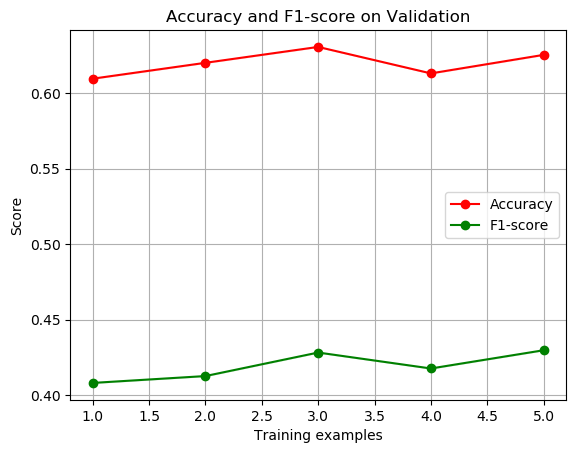 Accuracy and F1-score on Validation
Score
0.60
0.55
0.50
0.45
0.40
Accuracy
F1-score
1.0 1.5 2.0 2.5 3.0 3.5 4.0 4.5 5.0
Training examples